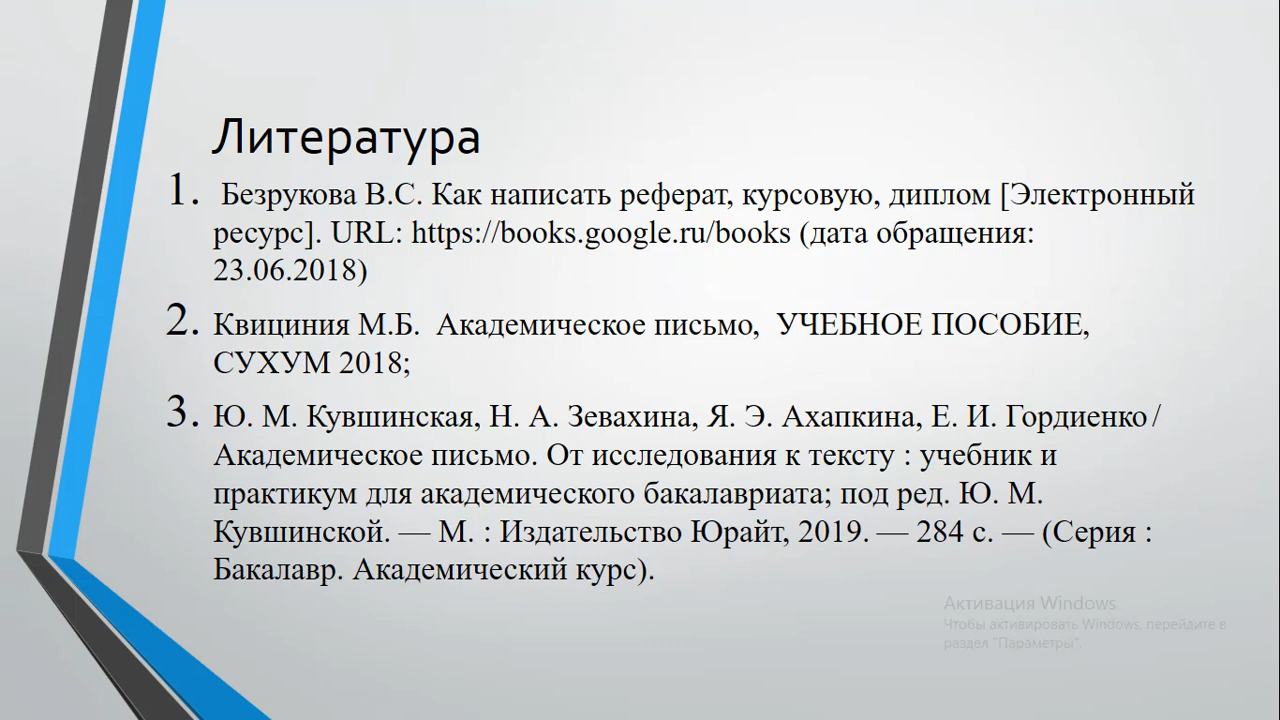 Литература
1. Безрукова В.С. Как написать реферат, курсовую, диплом [Электронный
ресурс]. URL: https://books.google.ru/books (дата обращения:
23.06.2018)
2. Квициния М.Б. Академическое письмо, УЧЕБНОЕ ПОСОБИЕ,
СУХУМ 2018;
3. Ю. М. Кувшинская, Н. А. Зевахина, Я. Э. Ахапкина, Е. И. Гордиенко /
Академическое письмо. От исследования к тексту : учебник и
практикум для академического бакалавриата; под ред. Ю. М.
Кувшинской. — М. : Издательство Юрайт, 2019. — 284 с. — (Серия :
Бакалавр. Академический курс).
Активация Windows
Чтобы активировать Windows, перейдите в
раздел "Параметры".